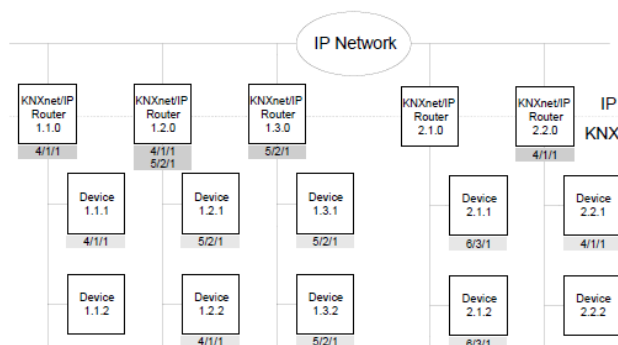 IP Network
KNXnet/IP
Router
1.1.0
KNXnet/IP
Router
1.2.0
KNXnet/IP
Router
1.3.0
KNXnet/IP
Router
2.1.0
KNXnet/IP
Router
2.2.0
IP
KNX
4/1/1
4/1/1
5/2/1
5/2/1
4/1/1
Device
1.1.1
Device
1.2.1
Device
1.3.1
Device
2.1.1
Device
2.2.1
4/1/1
5/2/1
5/2/1
6/3/1
4/1/1
Device
1.1.2
Device
1.2.2
Device
1.3.2
Device
2.1.2
Device
2.2.2
4/1/1
5/2/1
6/3/1